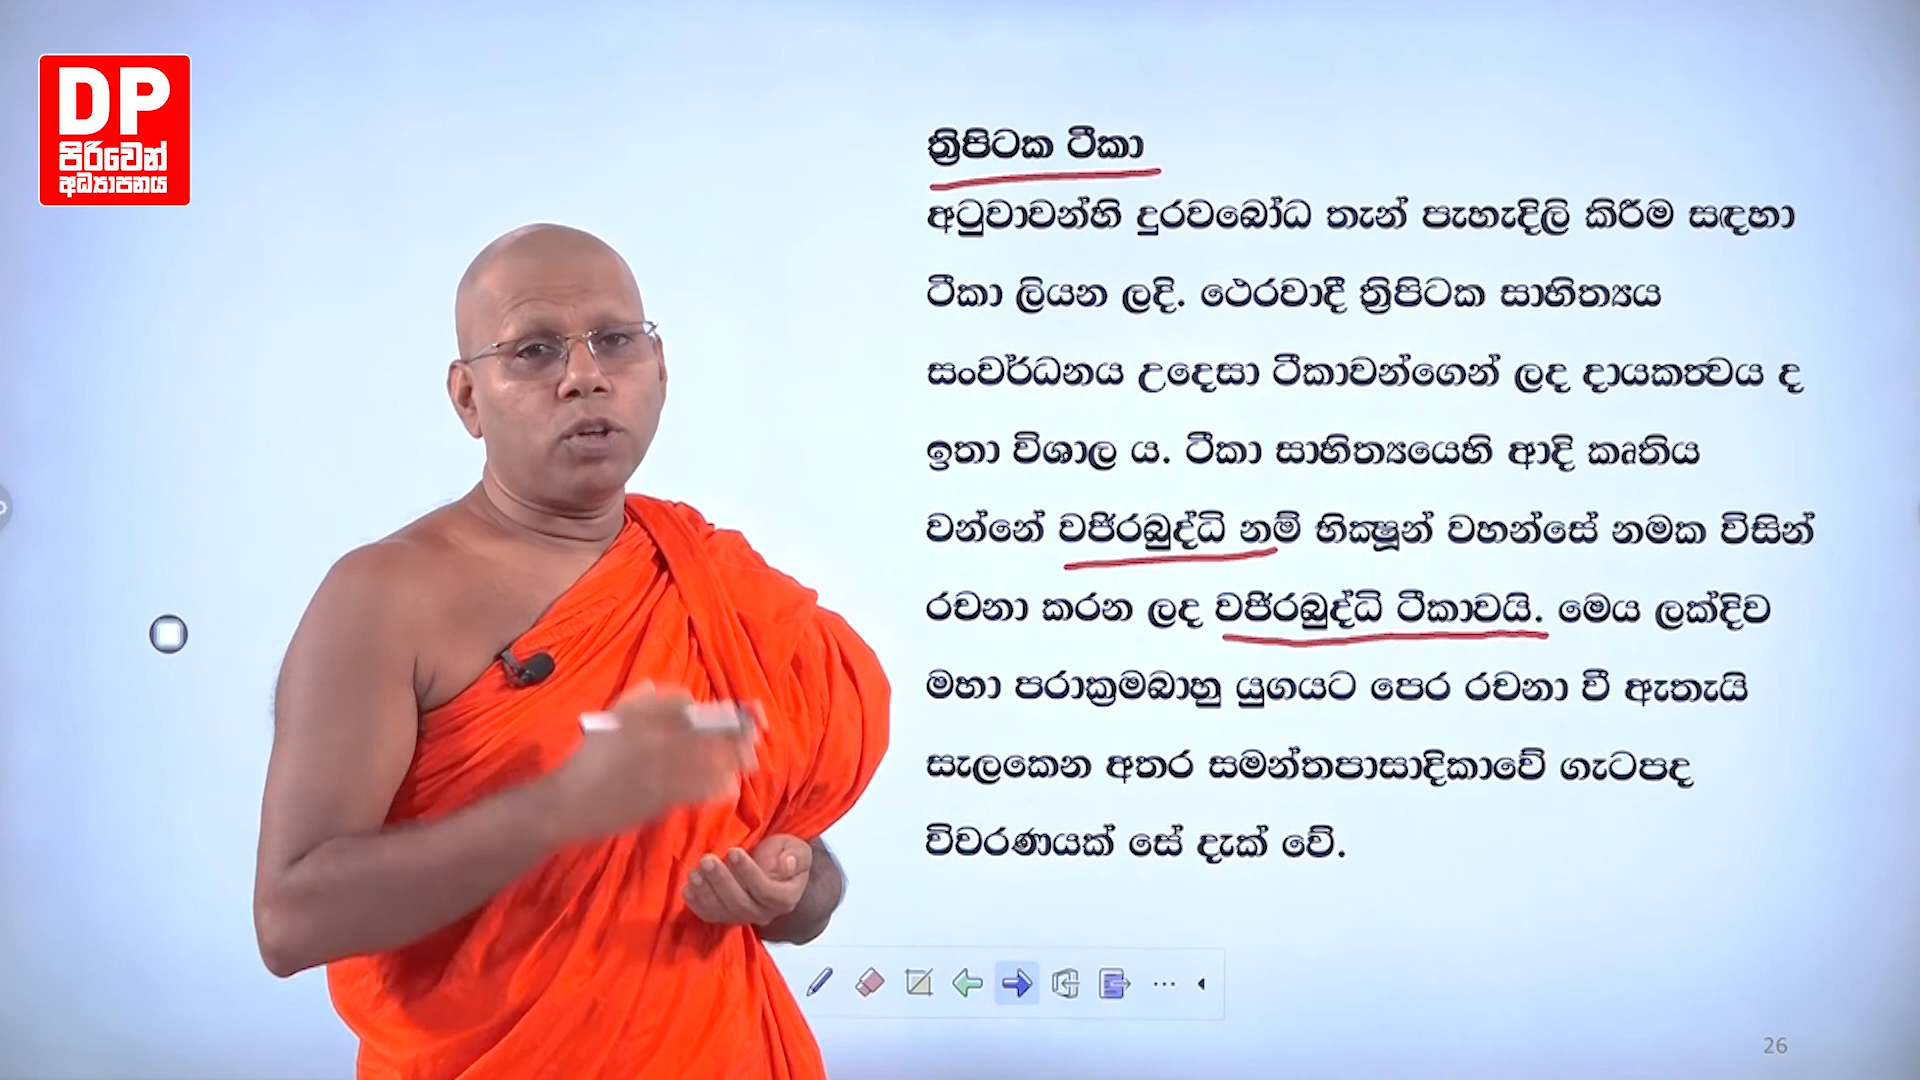 DP
පිරිවෙන්
අධ්‍යාපනය
ත්‍රිපිටක ටීකා
අටුවාවන්හි දුරවබෝධ තැන් පැහැදිලි කිරීම සඳහා
ටීකා ලියන ලදි. ථෙරවාදී ත්‍රිපිටක සාහිත්‍යය
සංවර්ධනය උදෙසා ටීකාවන්ගෙන් ලද දායකත්වය ද
ඉතා විශාල ය. ටීකා සාහිත්‍යයෙහි ආදි කෘතිය
වන්නේ වජිරබුද්ධි නම් භික්ෂූන් වහන්සේ නමක විසින්
රචනා කරන ලද වජිරබුද්ධි ටීකාවයි. මෙය ලක්දිව
මහා පරාක්‍රමබාහු යුගයට පෙර රචනා වී ඇතැයි
සැලකෙන අතර සමන්තපාසාදිකාවේ ගැටපද
විවරණයක් සේ දැක් වේ.
26